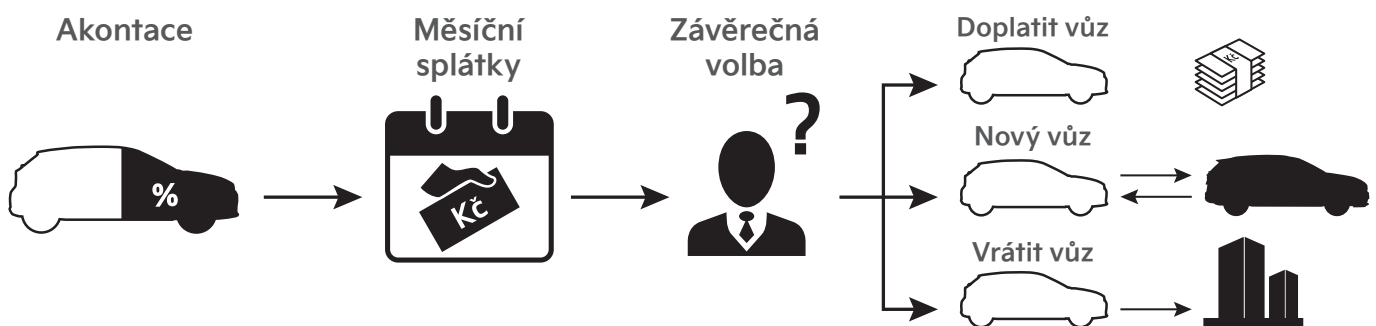 Akontace
%
Měsíční
splátky
Kč
Závěrečná
volba
?
Doplatit vůz
Kč
Nový vůz
Vrátit vůz